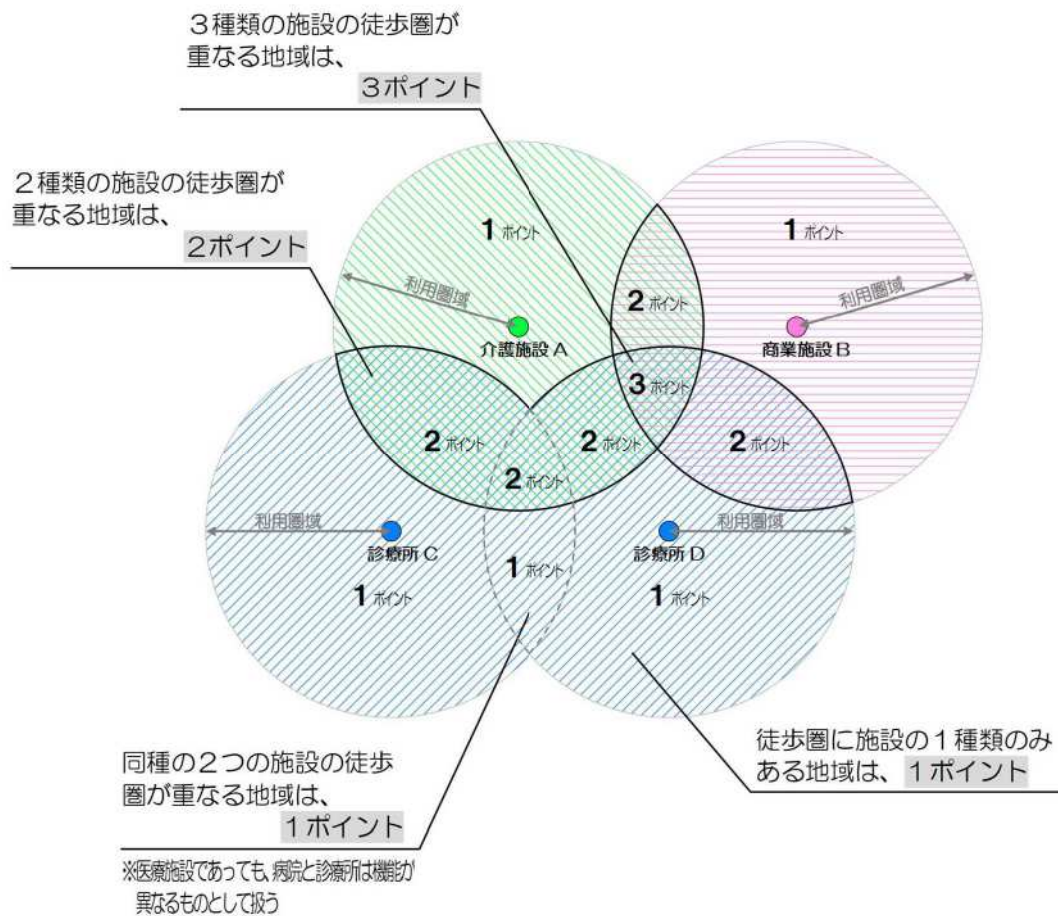 ３種類の施設の徒歩圏が
重なる地域は、
３ポイント
２種類の施設の徒歩圏が
重なる地域は、
２ポイント
1 ポイント
1 ポイント
利用圏域
利用圏域
2 ポイント
介護施設 A
商業施設 B
3 ポイント
2 ポイント
2 ポイント
2 ポイント
2 ポイント
利用圏域
利用圏域
診療所 C
診療所 D
1 ポイント
1 ポイント
1 ポイント
同種の２つの施設の徒歩
圏が重なる地域は、
１ポイント
※医療施設であっても、病院と診療所は機能が
異なるものとして扱う
徒歩圏に施設の１種類のみ
ある地域は、１ポイント